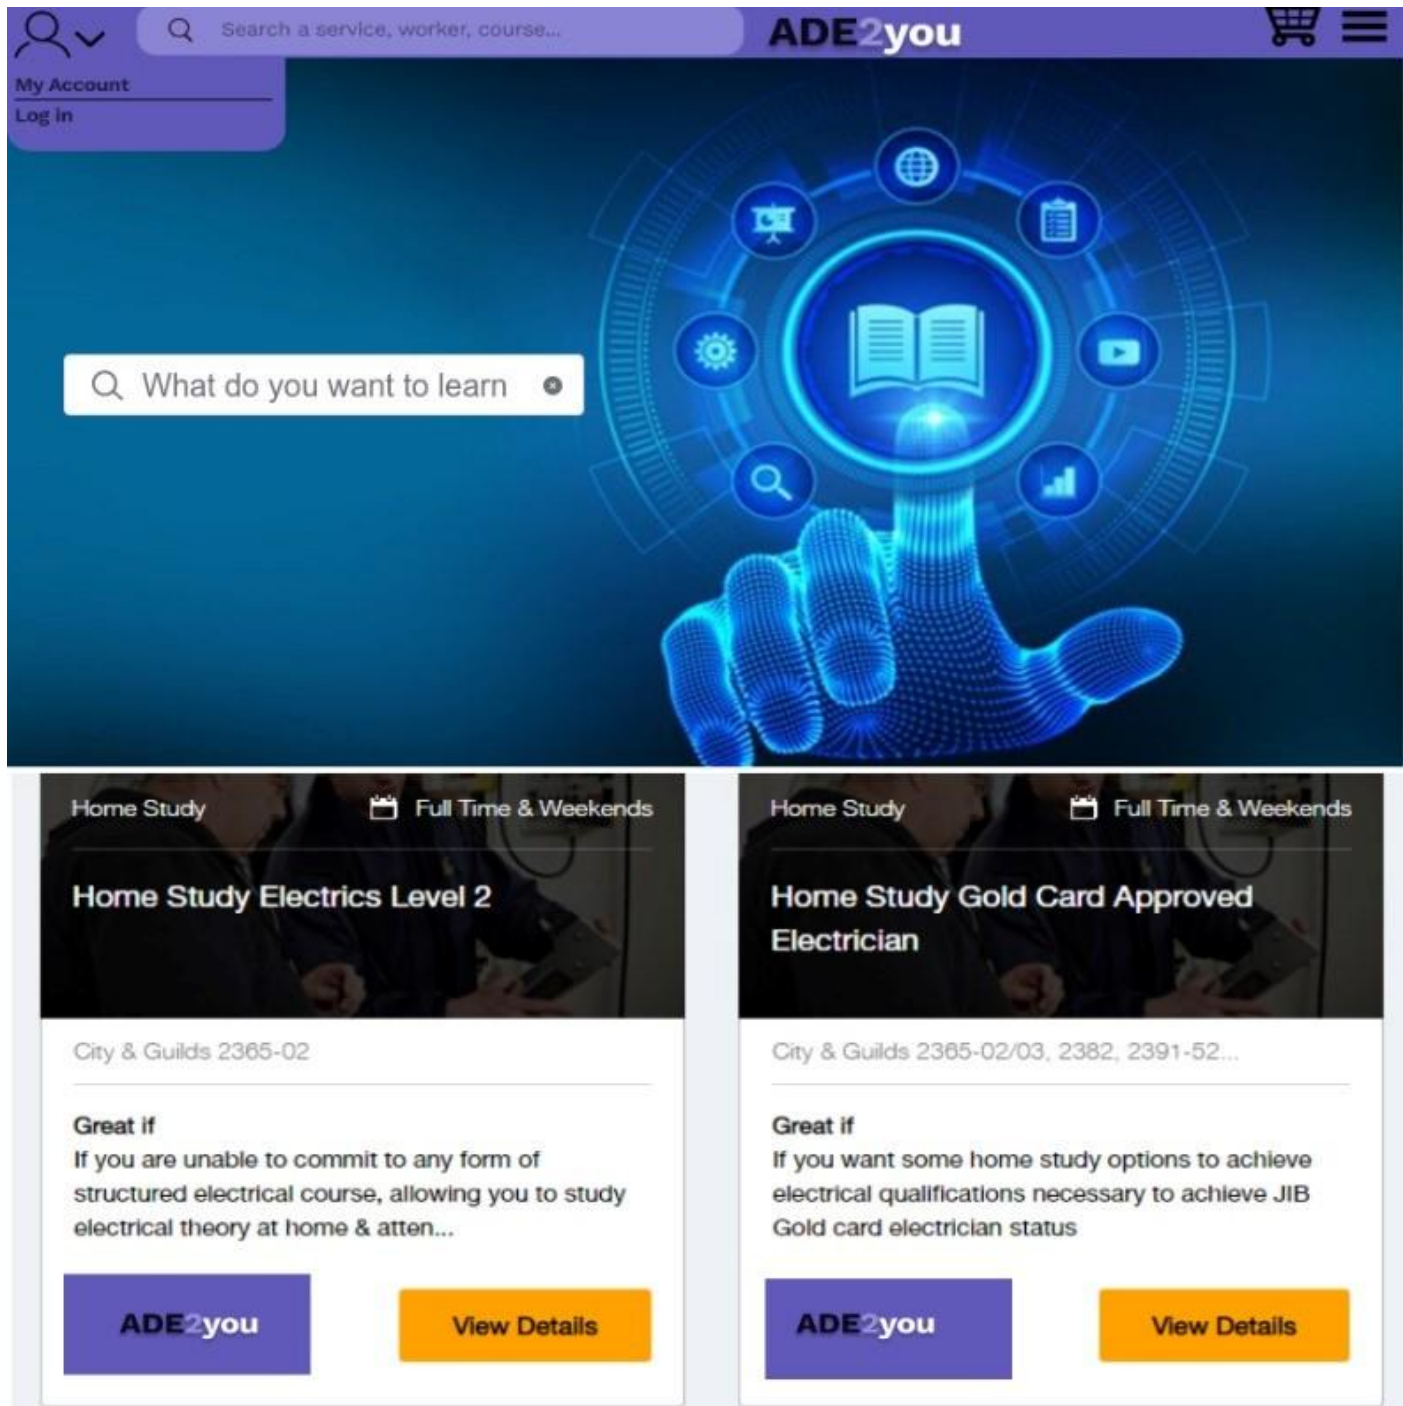 Search a service, worker, course...
ADE2you
My Account
Log in
What do you want to learn
Home Study
Full Time & Weekends
Home Study Electrics Level 2
City & Guilds 2365-02
Great if
If you are unable to commit to any form of
structured electrical course, allowing you to study
electrical theory at home & atten...
ADE2you
View Details
Home Study
Full Time & Weekends
Home Study Gold Card Approved
Electrician
City & Guilds 2365-02/03, 2382, 2391-52...
Great if
If you want some home study options to achieve
electrical qualifications necessary to achieve JIB
Gold card electrician status
ADE2you
View Details